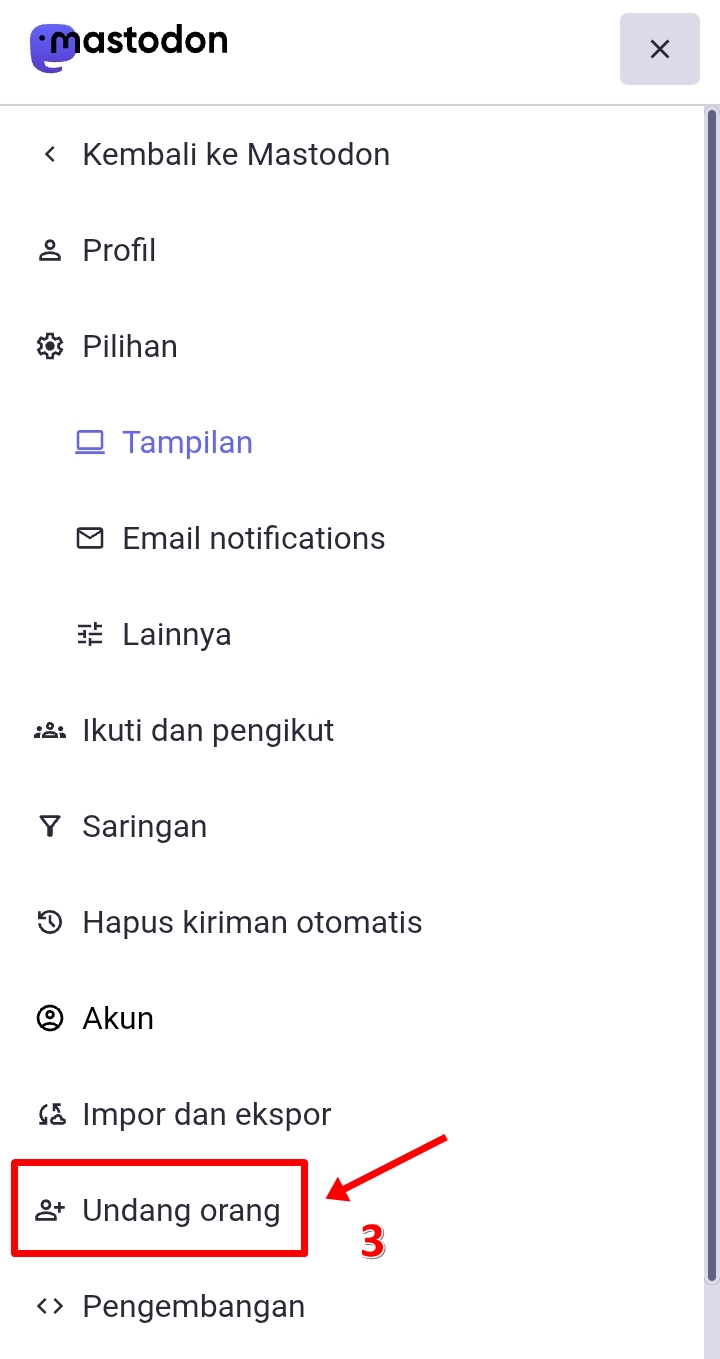 mastodon
Kembali ke Mastodon
Profil
Pilihan
Tampilan
Email notifications
Lainnya
Ikuti dan pengikut
Saringan
Hapus kiriman otomatis
Akun
Impor dan ekspor
Undang orang
3
Pengembangan